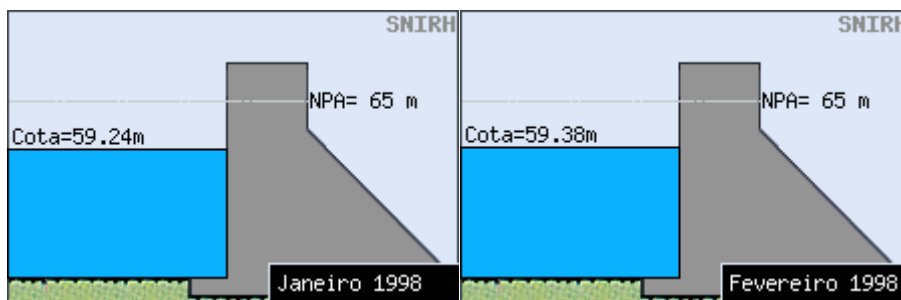 SNIRH
NPA= 65 m
Cota=59.24m
Janeiro 1998
SNIRH
NPA= 65 m
Cota=59.38m
Fevereiro 1998